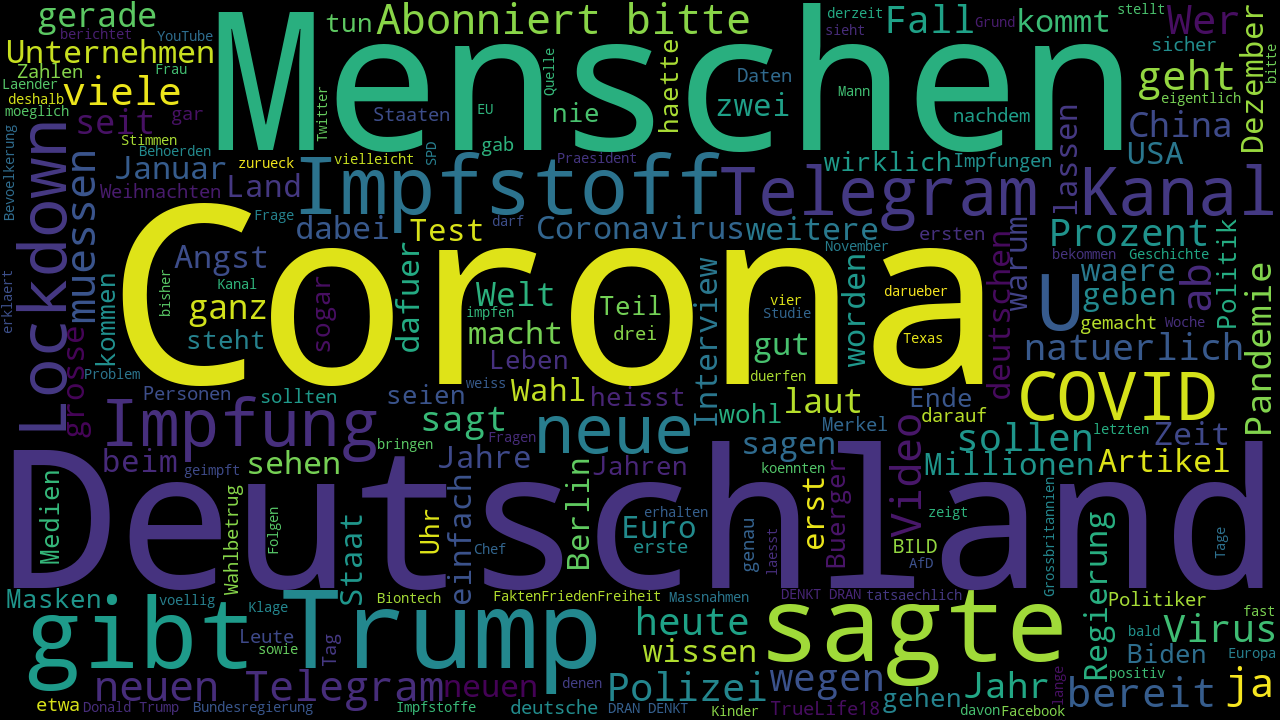 gerade
berichtet
YouTube
tun
Abonniert bitte
Menschen
derzeit
sieht
Fall
Grund
kommt
stellt
Wer
sicher
Unternehmen
Zahlen
Frau
Laender
deshalb
moeglich
viele
seit
gar
Stimmen
Behoerden
Twitter
Staaten
EU
gab
SPD
Quelle
nie
haette
Daten
zwei
Mann
nachdem
geht
eigentlich
Dezember
bitte
China
USA
Bevoelkerung
Lockdown
muessen
Januar
Weihnachten
zurueck
Land
vielleicht
Impfstoff
Praesident
Telegram
wirklich
Impfungen
lassen
Kanal
Frage
dabei
Test
darf
Coronavirus
weitere
November
ersten
deutschen
Warum
Prozent
bekommen
Geschichte
Politik
Angst
Kanal
bisher
ganz
steht
sogar
dafuer
Corona
Welt
impfen
macht
Leben
Teil
drei
Interview
vier
Studie
gut
duerfen
worden
darueber
Texas
U
waere
geben
gemacht
Woche
ab
Pandemie
natuerlich
erklaert
grosse
kommen
Problem
Personen
sollten
seien
weiss
Wahl
heisst
wohl
laut
Merkel
Ende
darauf
COVID
Impfung
beim
bringen
geimpft
sehen
sagt
Fragen
neue
Jahre
Jahren
sagen
koennten
Video
sollen
letzten
Zeit
Millionen
Artikel
Deutschland
Medien
Wahlbetrug
Folgen
Staat
Uhr
einfach
Chef
Berlin
erhalten
Euro
erste
genau
laesst
erst
Buerger
BILD
AfD
zeigt
Grossbritannien
Regierung
Tage
Masken
voellig
Klage
Leute
sowie
Tag
Biontech
FaktenFriedenFreiheit
Massnahmen
DENKT DRAN
tatsaechlich
Politiker
fast
gibt
Trump
heute
wissen
sagte
bald
Virus
Biden
Europa
neuen Telegram
neuen
denen
Polizei
wegen
gehen
Jahr
lange
positiv
bereit
ja
etwa
Donald Trump
Bundesregierung
Impfstoffe
deutsche
DRAN DENKT
Kinder
TrueLife18
davon
Facebook